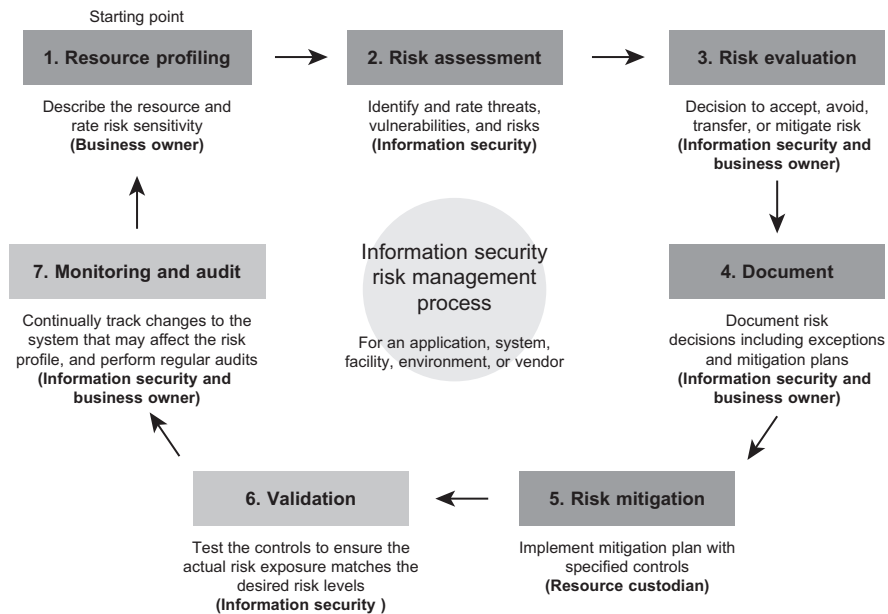 Starting point
1. Resource profiling
Describe the resource and
rate risk sensitivity
(Business owner)
2. Risk assessment
Identify and rate threats,
vulnerabilities, and risks
(Information security)
3. Risk evaluation
Decision to accept, avoid,
transfer, or mitigate risk
(Information security and
business owner)
4. Document
Document risk
decisions including exceptions
and mitigation plans
(Information security and
business owner)
5. Risk mitigation
Implement mitigation plan with
specified controls
(Resource custodian)
6. Validation
Test the controls to ensure the
actual risk exposure matches the
desired risk levels
(Information security )
7. Monitoring and audit
Continually track changes to the
system that may affect the risk
profile, and perform regular audits
(Information security and
business owner)
Information security
risk management
process
For an application, system,
facility, environment, or vendor